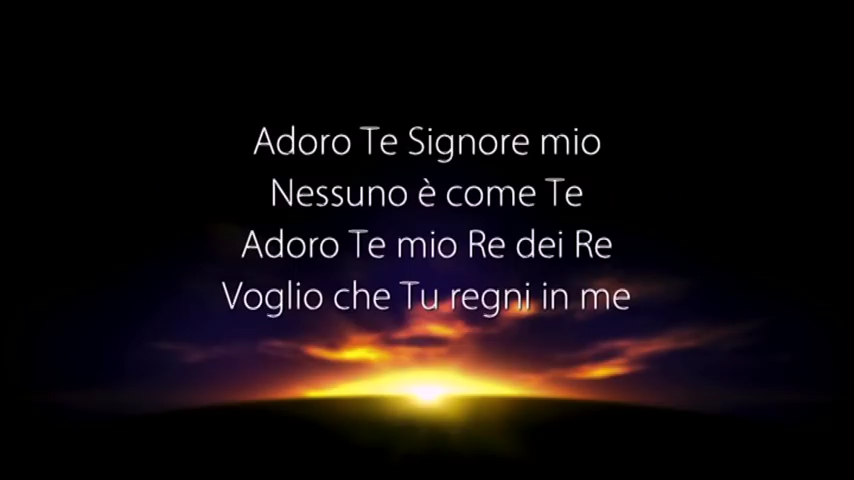 Adoro Te Signore mio
Nessuno è come Te
Adoro Te mio Re dei Re
Voglio che Tu regni in me